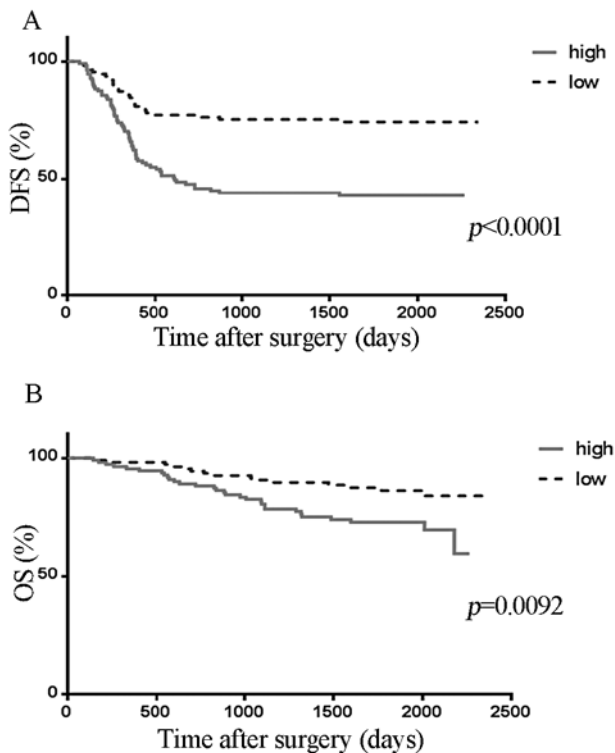 A
100
50
0
DFS (%)
high
low
p<0.0001
0 500 1000 1500 2000 2500
Time after surgery (days)
B
100
50
0
OS (%)
high
low
p=0.0092
0 500 1000 1500 2000 2500
Time after surgery (days)